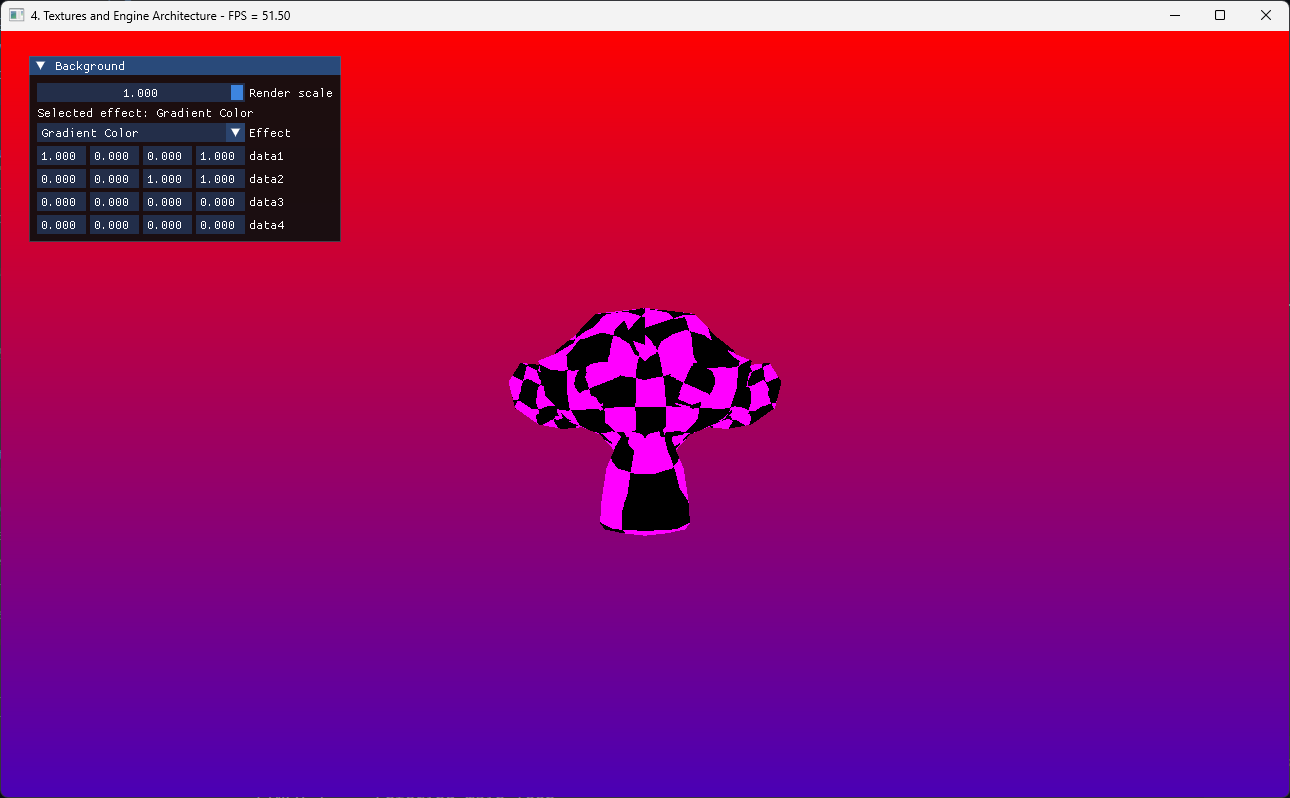 4. Textures and Engine Architecture - FPS = 51.50
Background
1.000 Render scale
Selected effect: Gradient Color
Gradient Color Effect
1.000 0.000 0.000 1.000 data1
0.000 0.000 1.000 1.000 data2
0.000 0.000 0.000 0.000 data3
0.000 0.000 0.000 0.000 data4